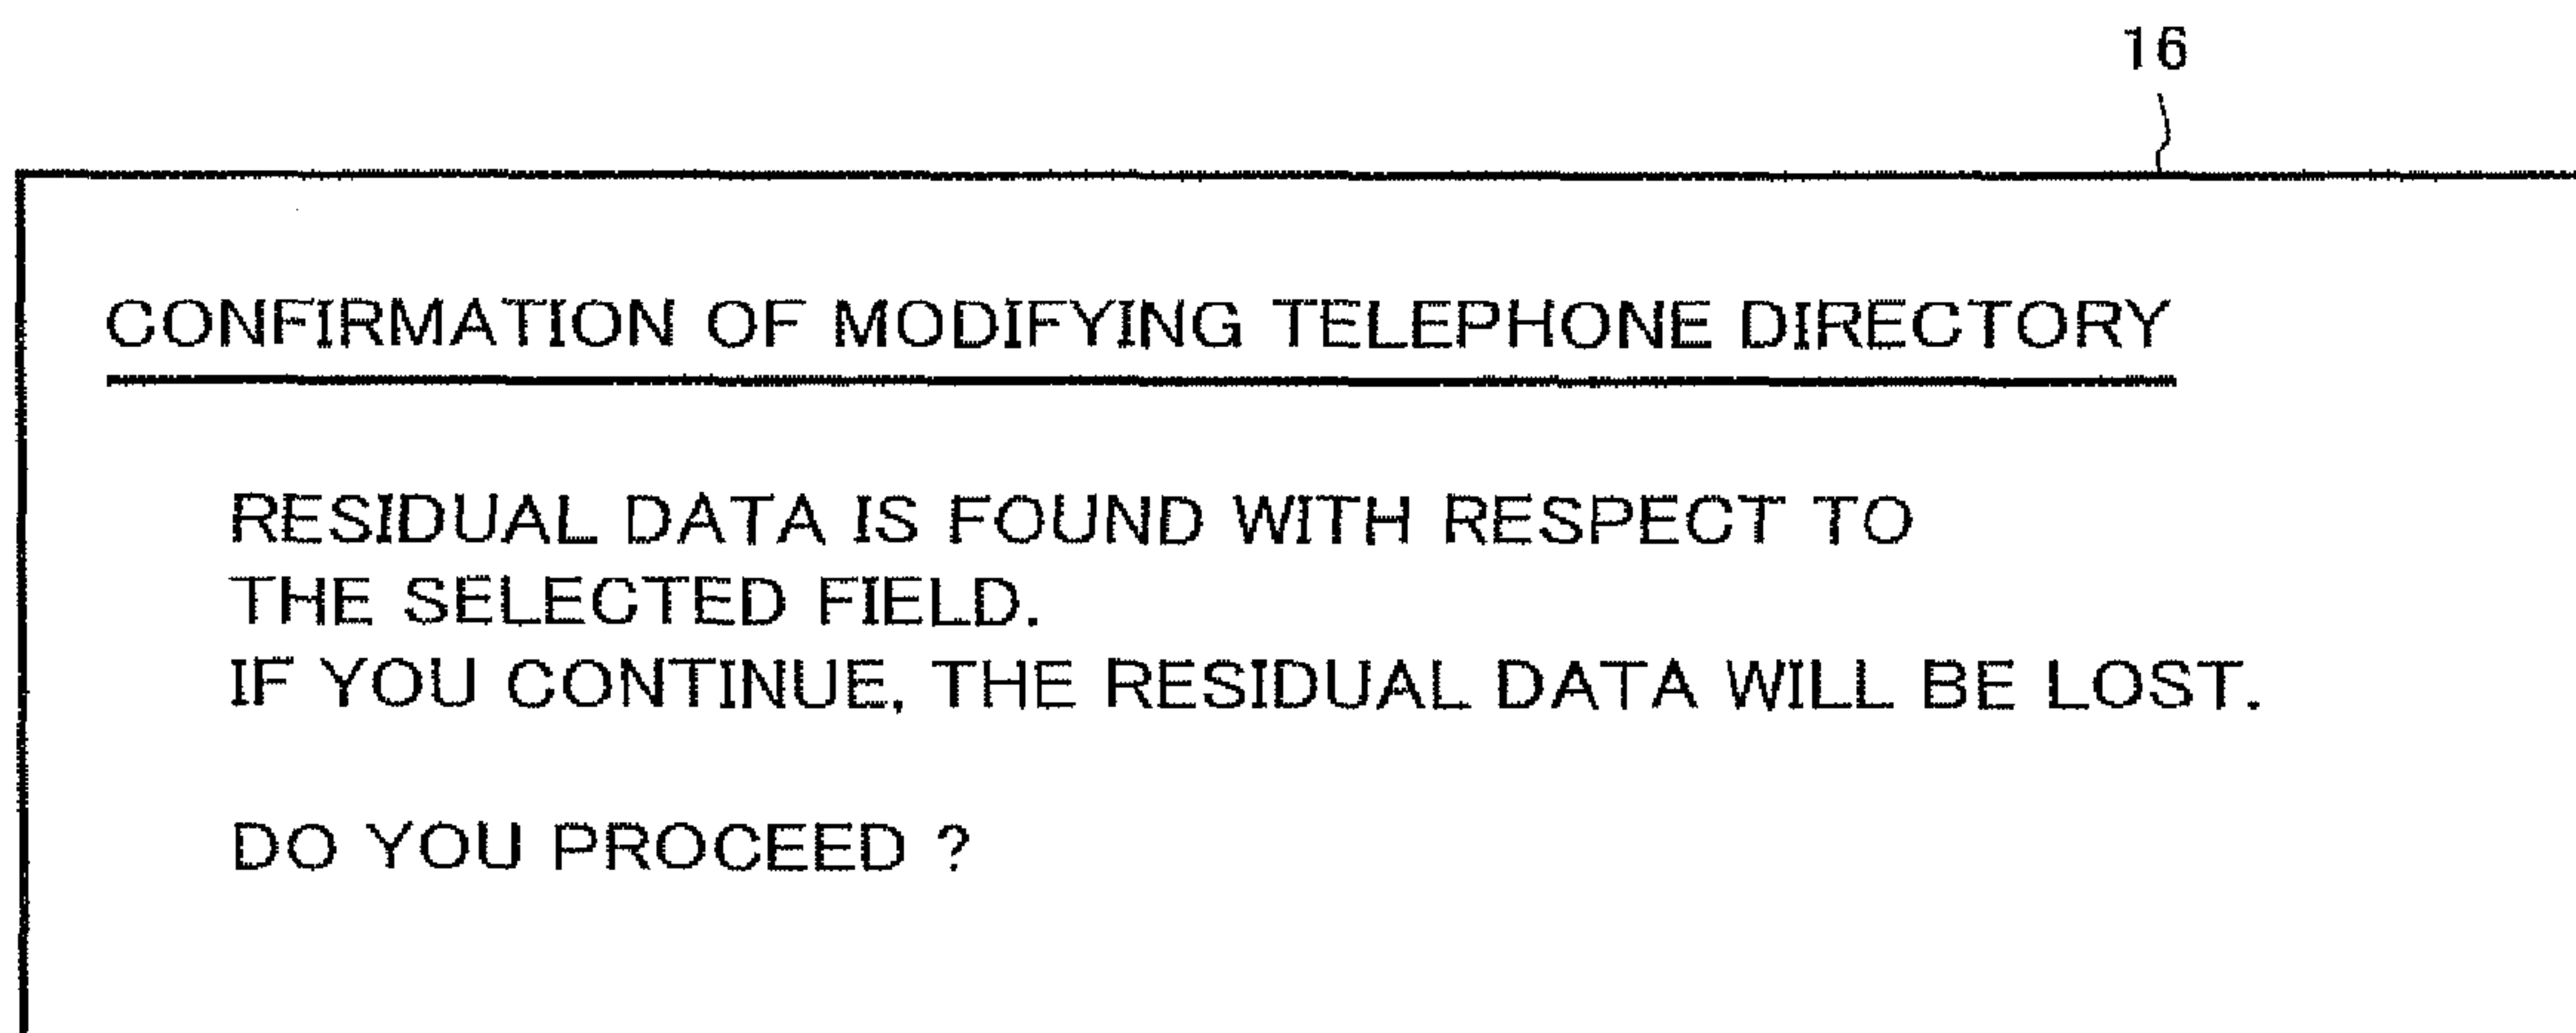 16
CONFIRMATION OF MODIFYING TELEPHONE DIRECTORY
RESIDUAL DATA IS FOUND WITH RESPECT TO
THE SELECTED FIELD.
IF YOU CONTINUE, THE RESIDUAL DATA WILL BE LOST.
DO YOU PROCEED ?